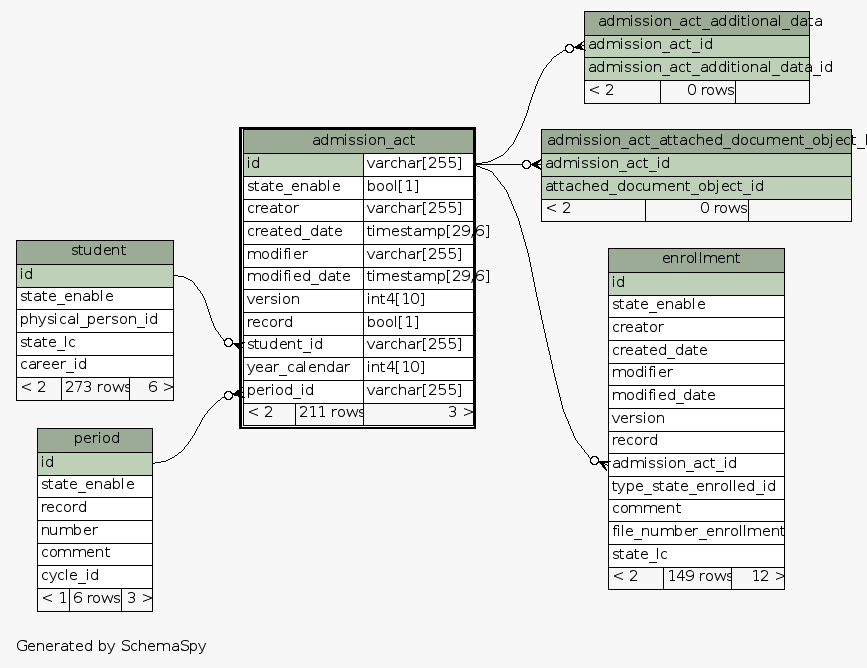 admission_act_additional_data
admission_act_id
admission_act_additional_data_id
< 2 0 rows
admission_act_attached_document_object_
admission_act_id
attached_document_object_id
< 2 0 rows
admission_act
id varchar[255]
state_enable bool[1]
creator varchar[255]
created_date timestamp[29,6]
modifier varchar[255]
modified_date timestamp[29,6]
version int4[10]
record bool[1]
student_id varchar[255]
year_calendar int4[10]
period_id varchar[255]
< 2 211 rows 3 >
student
id
state_enable
physical_person_id
state_lc
career_id
< 2 273 rows 6 >
enrollment
id
state_enable
creator
created_date
modifier
modified_date
version
record
admission_act_id
type_state_enrolled_id
comment
file_number_enrollment
state_lc
< 2 149 rows 12 >
period
id
state_enable
record
number
comment
cycle_id
< 1 6 rows 3 >
Generated by SchemaSpy